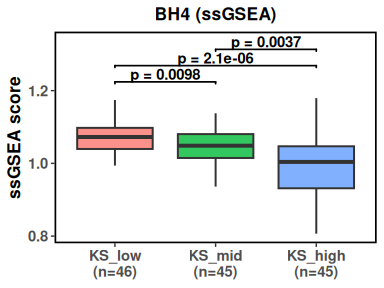 BH4 (ssGSEA)
p = 0.0037
p = 2.1e-06
p = 0.0098
ssGSEA score
1.2
1.0
0.8
KS_low
(n=46)
KS_mid
(n=45)
KS_high
(n=45)